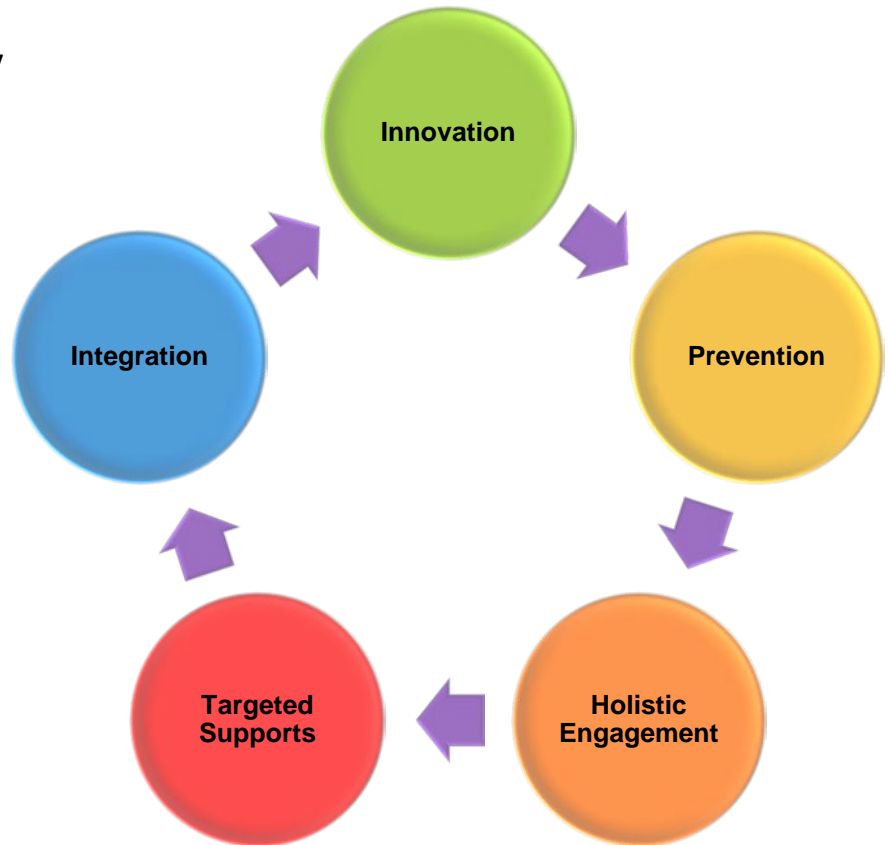 Innovation
Prevention
Holistic
Engagement
Targeted
Supports
Integration